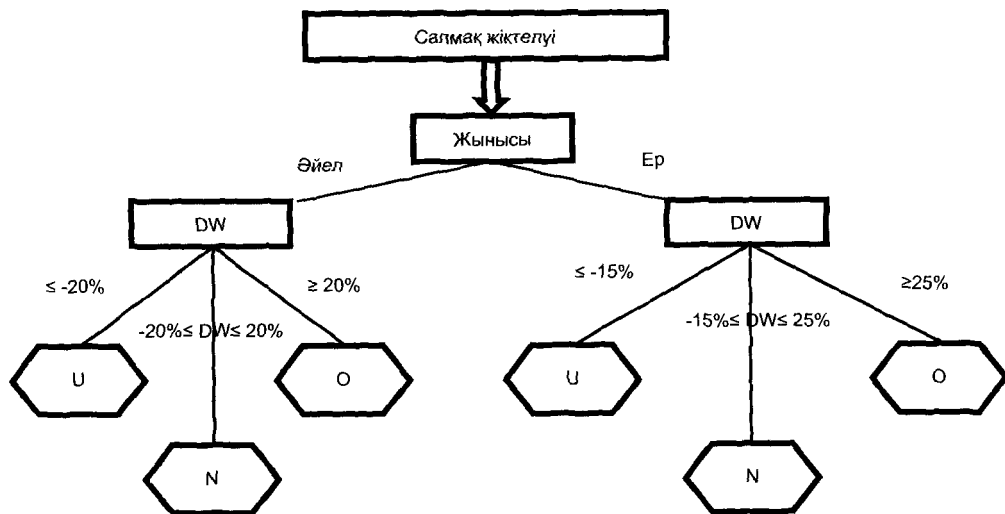 Салмақ жіктелуі
Жынысы
Әйел
Ер
DW
DW
≤ -20%
≥ 20%
≤ -15%
≥25%
-20%≤ DW≤ 20%
-15%≤ DW≤ 25%
U
O
U
O
N
N